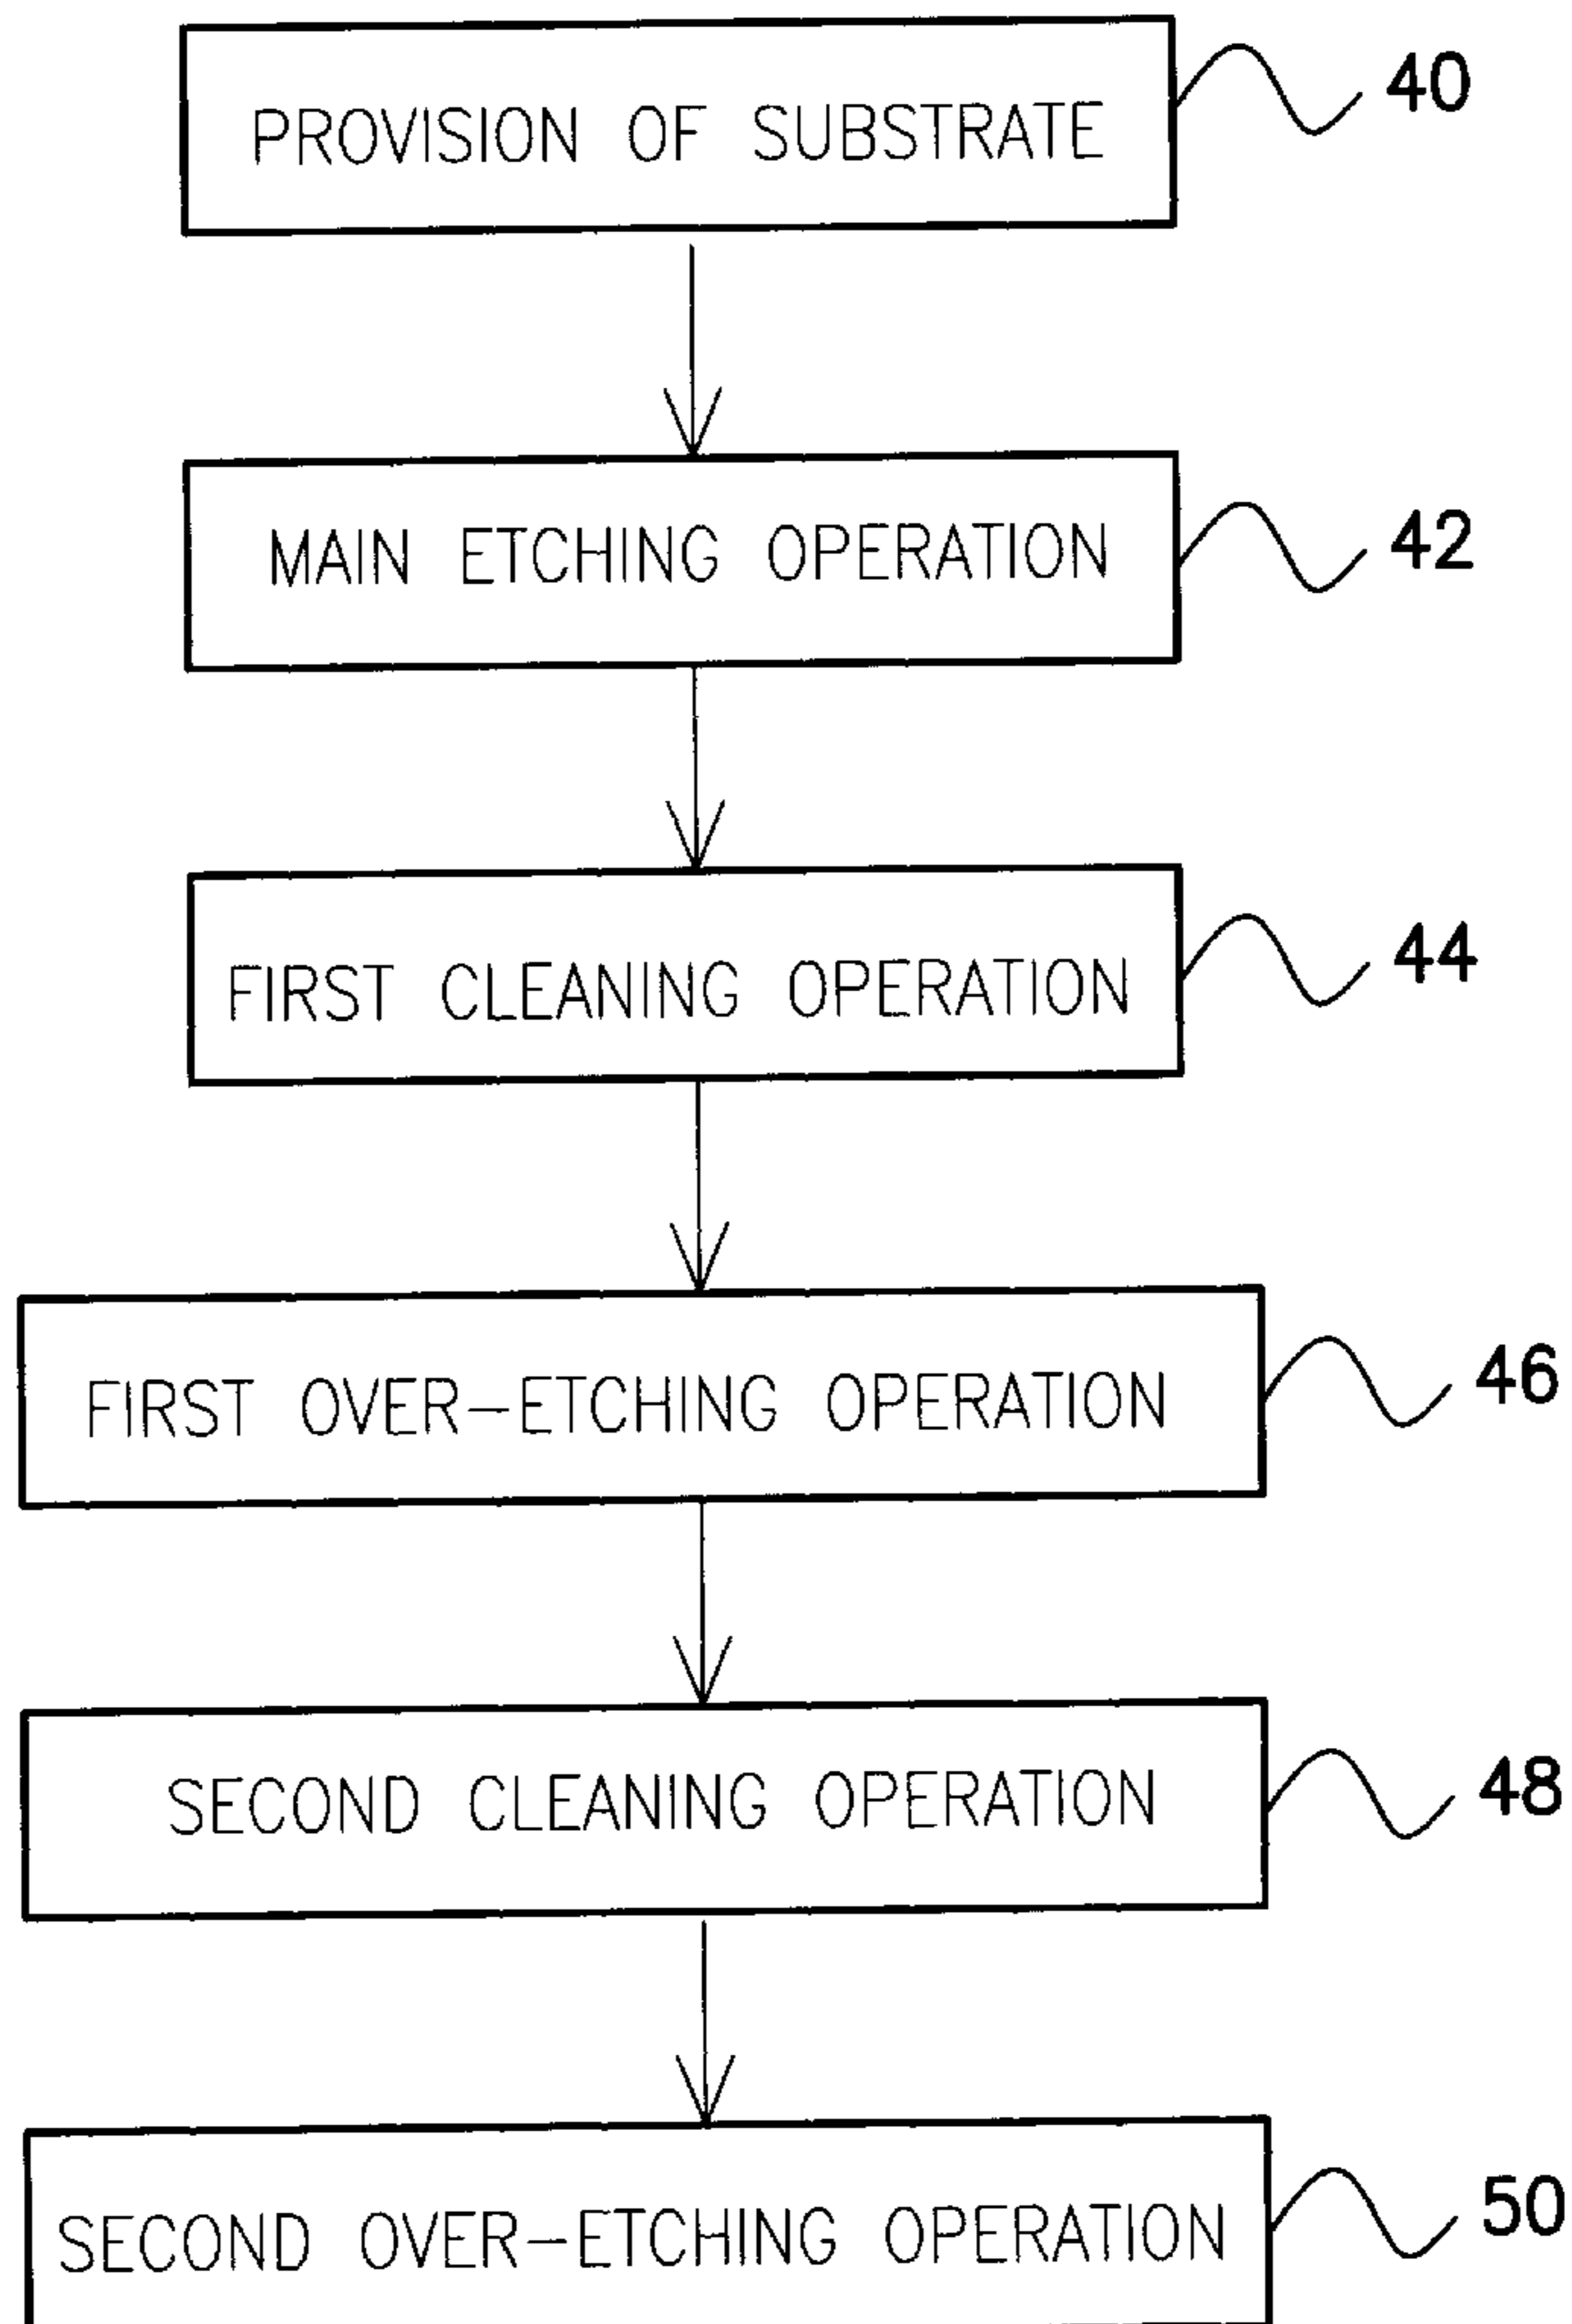 PROVISION OF SUBSTRATE 40
MAIN ETCHING OPERATION 42
FIRST CLEANING OPERATION 44
FIRST OVER-ETCHING OPERATION 46
SECOND CLEANING OPERATION 48
SECOND OVER-ETCHING OPERATION 50